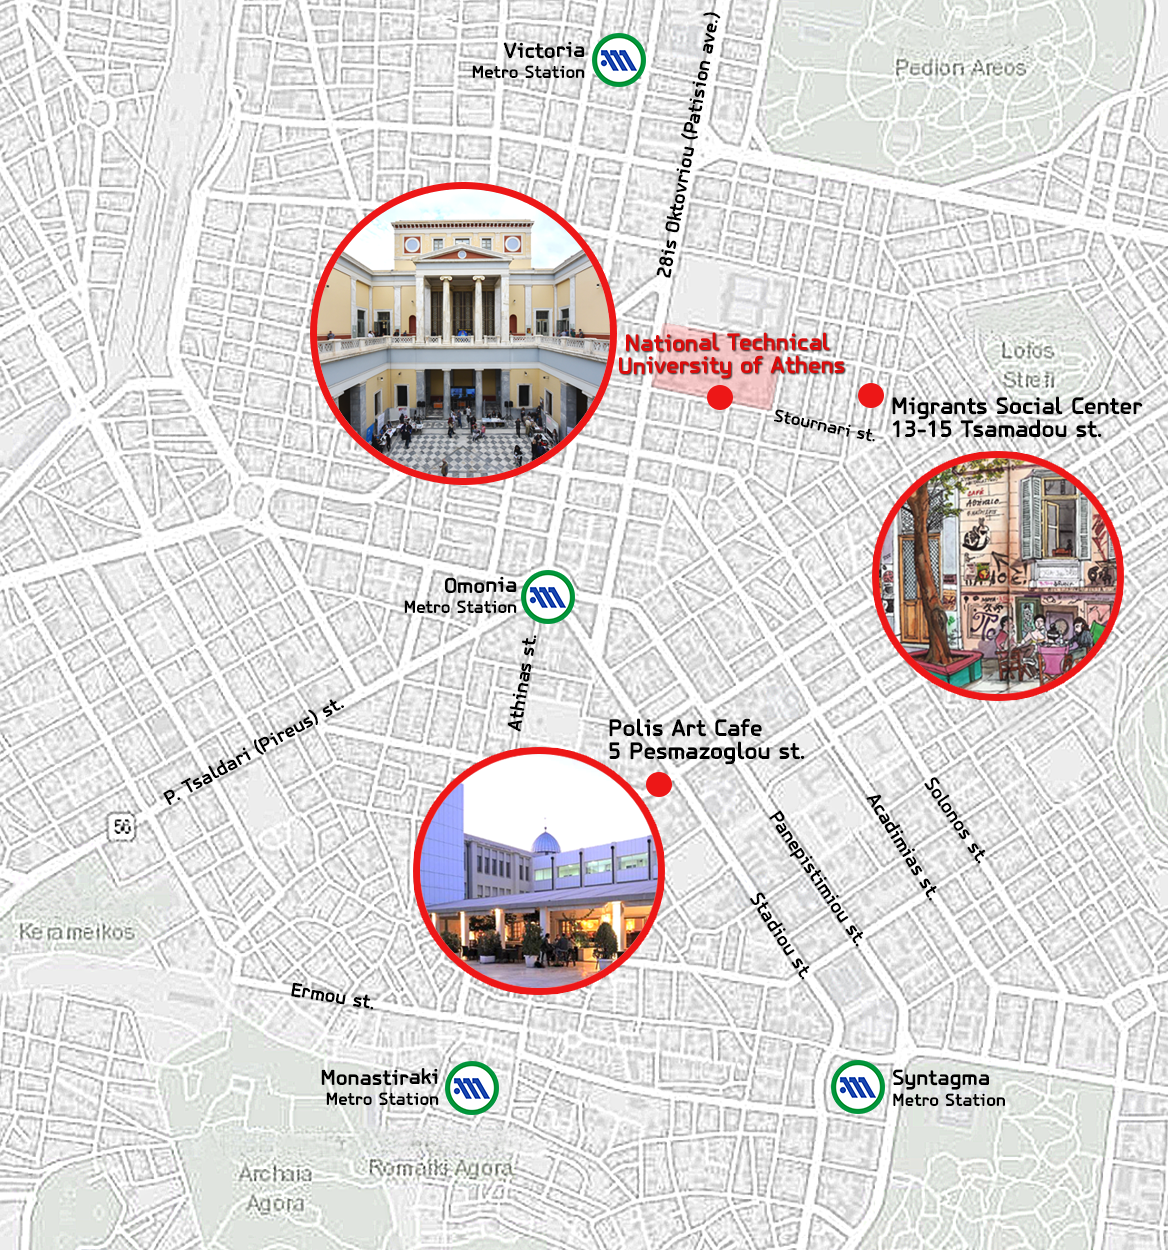 Victoria
Metro Station
28is Oktovriou (Patision ave.)
Pedion Areos
National Technical
University of Athens
Lofos
Strefi
Stournari st.
Migrants Social Center
13-15 Tsamadou st.
CAFÉ
Omonia
Metro Station
Athinas st.
P. Tsaldari (Pireus) st.
56
Polis Art Cafe
5 Pesmazoglou st.
Solonos st.
Acadimias st.
Panepistimiou st.
Stadiou st.
Kerameikos
Ermou st.
Monastiraki
Metro Station
Syntagma
Metro Station
Archaia
Agora
Romaiki Agora